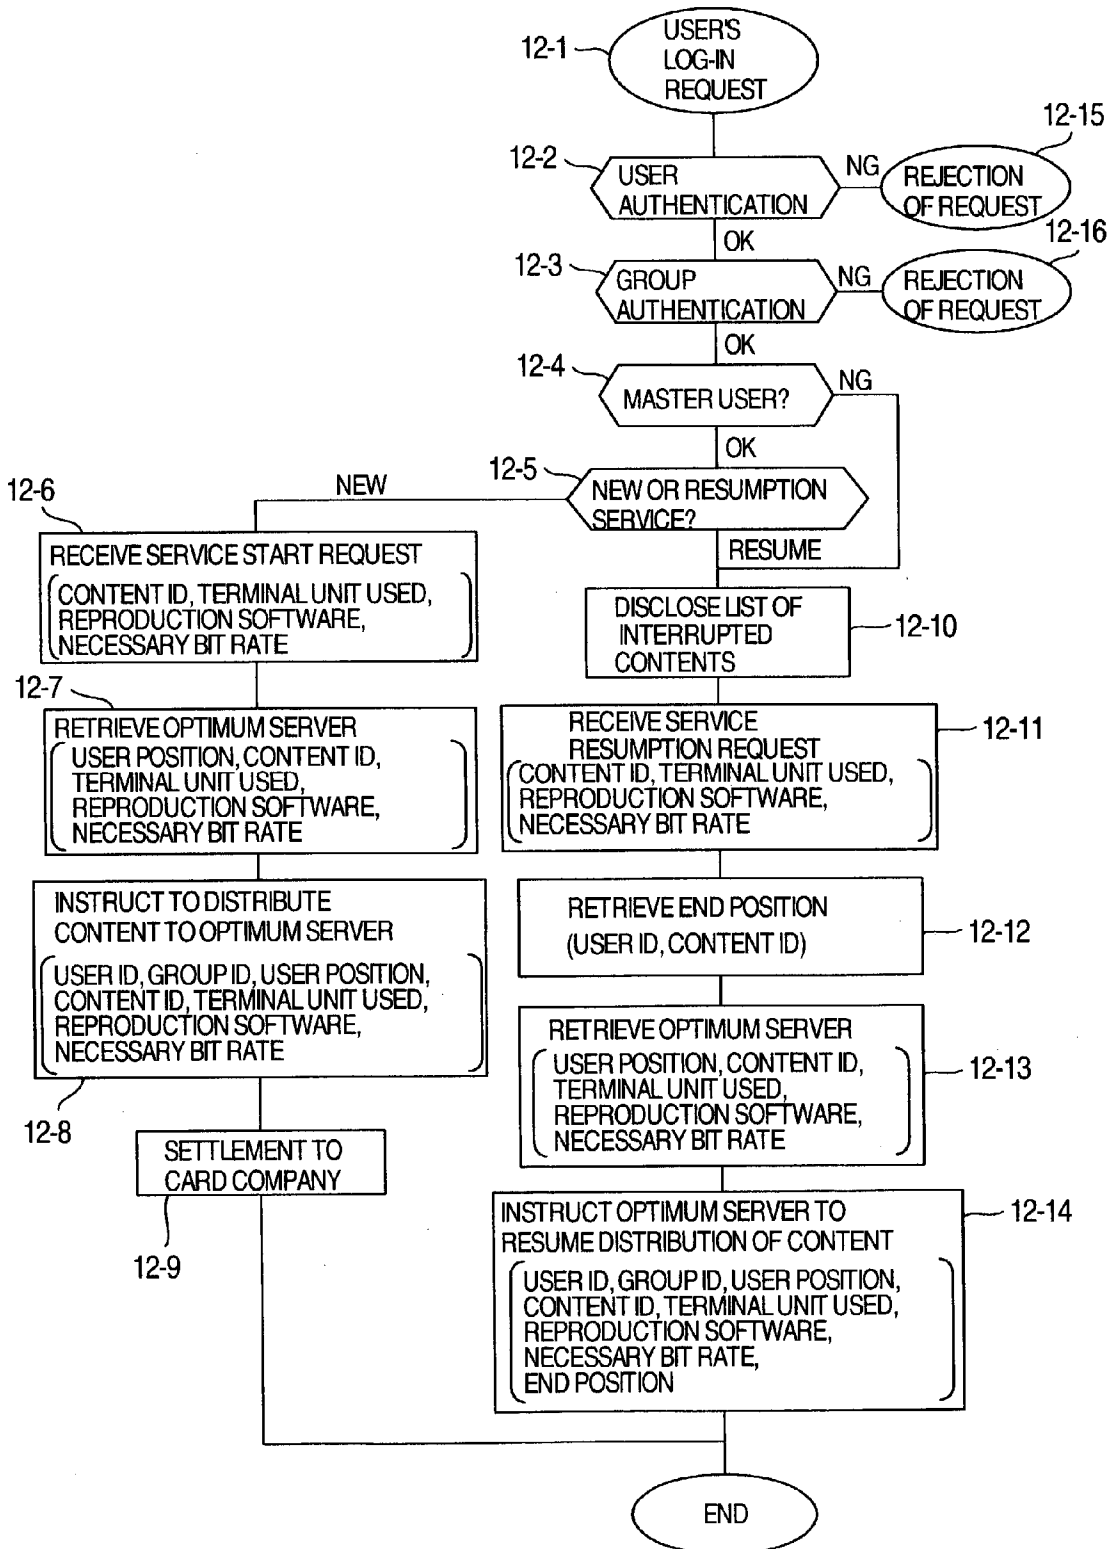 12-1
USER'S
LOG-IN
REQUEST
12-2
USER
AUTHENTICATION
NG
12-15
REJECTION
OF REQUEST
OK
12-3
GROUP
AUTHENTICATION
NG
12-16
REJECTION
OF REQUEST
OK
12-4
MASTER USER?
NG
OK
12-5
NEW OR RESUMPTION
SERVICE?
NEW
RESUME
12-6
RECEIVE SERVICE START REQUEST
CONTENT ID, TERMINAL UNIT USED,
REPRODUCTION SOFTWARE,
NECESSARY BIT RATE
12-7
RETRIEVE OPTIMUM SERVER
USER POSITION, CONTENT ID,
TERMINAL UNIT USED,
REPRODUCTION SOFTWARE,
NECESSARY BIT RATE
INSTRUCT TO DISTRIBUTE
CONTENT TO OPTIMUM SERVER
USER ID, GROUP ID, USER POSITION,
CONTENT ID, TERMINAL UNIT USED,
REPRODUCTION SOFTWARE,
NECESSARY BIT RATE
12-8
SETTLEMENT TO
CARD COMPANY
12-9
DISCLOSE LIST OF
INTERRUPTED
CONTENTS
12-10
RECEIVE SERVICE
RESUMPTION REQUEST
CONTENT ID, TERMINAL UNIT USED,
REPRODUCTION SOFTWARE,
NECESSARY BIT RATE
12-11
RETRIEVE END POSITION
(USER ID, CONTENT ID)
12-12
RETRIEVE OPTIMUM SERVER
USER POSITION, CONTENT ID,
TERMINAL UNIT USED,
REPRODUCTION SOFTWARE,
NECESSARY BIT RATE
12-13
INSTRUCT OPTIMUM SERVER TO
RESUME DISTRIBUTION OF CONTENT
USER ID, GROUP ID, USER POSITION,
CONTENT ID, TERMINAL UNIT USED,
REPRODUCTION SOFTWARE,
NECESSARY BIT RATE,
END POSITION
12-14
END